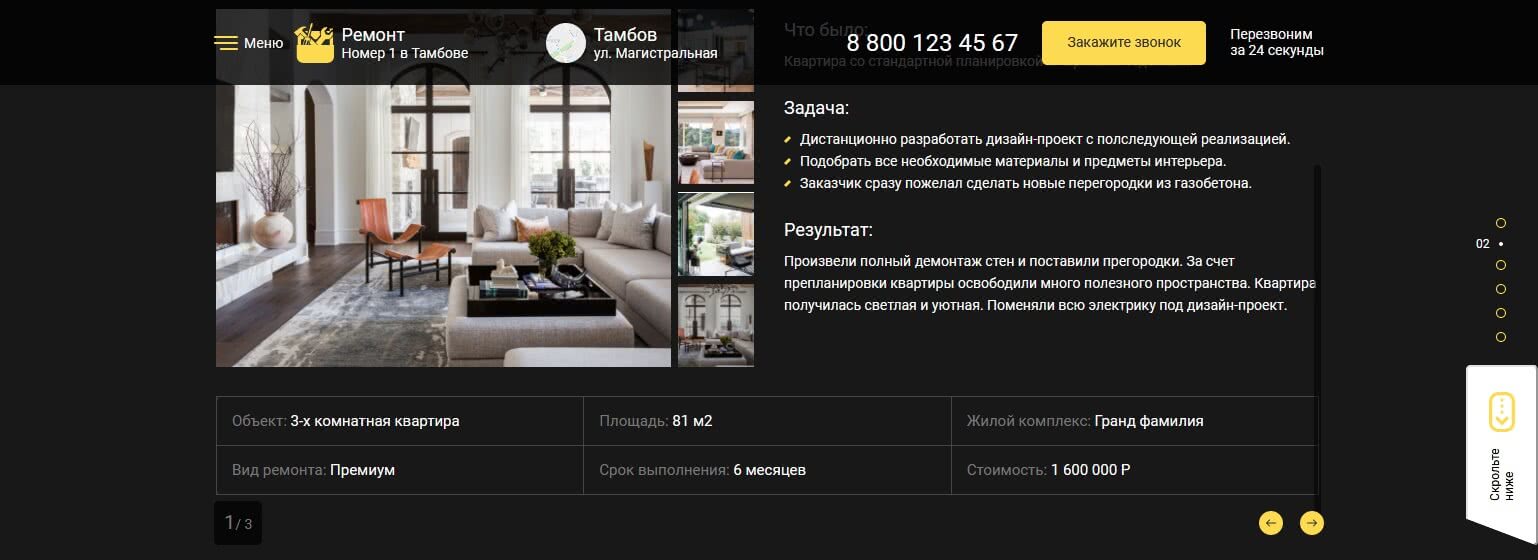 Меню
Ремонт
Номер 1 в Тамбове
Тамбов
ул. Магистральная
8 800 123 45 67
Закажите звонок
Перезвоним
за 24 секунды
Что было:
Квартира со стандартной планировкой
Задача:
Дистанционно разработать дизайн-проект с полследующей реализацией.
Подобрать все необходимые материалы и предметы интерьера.
Заказчик сразу пожелал сделать новые перегородки из газобетона.
Результат:
Произвели полный демонтаж стен и поставили прегородки. За счет
препланировки квартиры освободили много полезного пространства. Квартира
получилась светлая и уютная. Поменяли всю электрику под дизайн-проект.
02
Объект: 3-х комнатная квартира
Площадь: 81 м2
Жилой комплекс: Гранд фамилия
Вид ремонта: Премиум
Срок выполнения: 6 месяцев
Стоимость: 1 600 000 Р
1/ 3
Скрольте
ниже